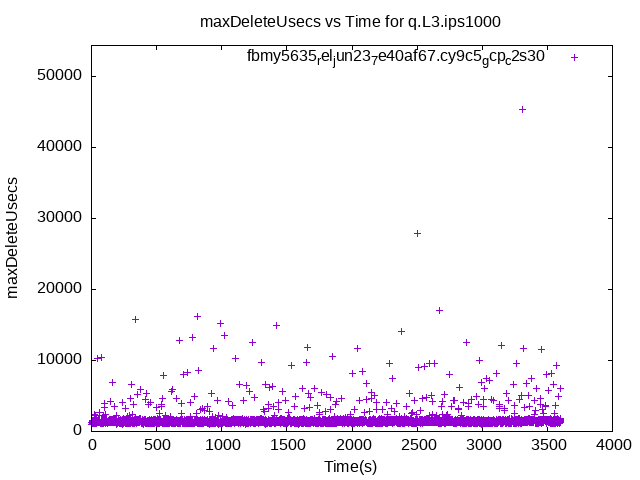 maxDeleteUsecs vs Time for q.L3.ips1000
fbmy5635reljun237e40af67.cy9c5gcpc2s30
50000
40000
30000
20000
10000
0
maxDeleteUsecs
0 500 1000 1500 2000 2500 3000 3500 4000
Time(s)